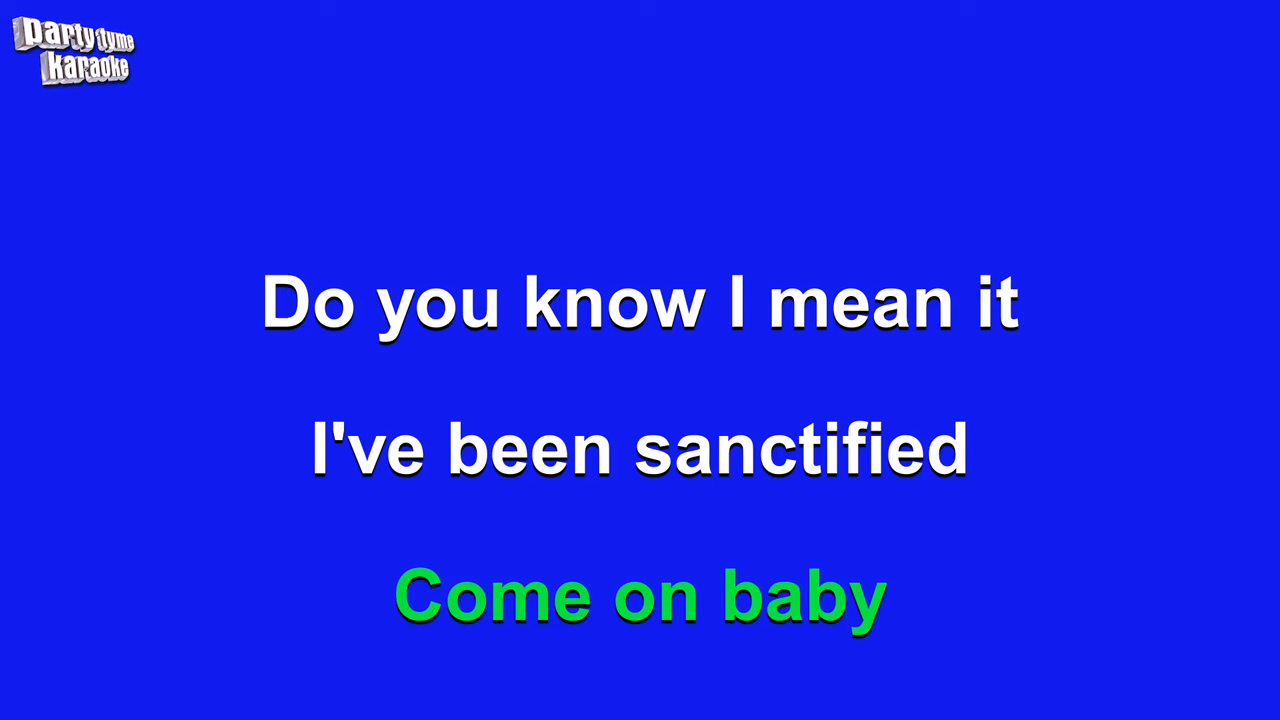 party tyme
karaoke
Do you know I mean it
I've been sanctified
Come on baby